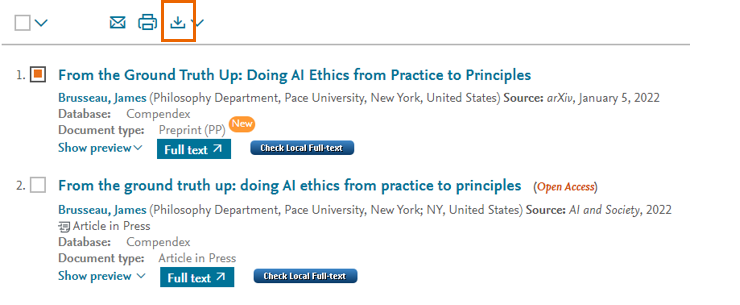 1. From the Ground Truth Up: Doing AI Ethics from Practice to Principles
Brusseau, James (Philosophy Department, Pace University, New York, United States) Source: arXiv, January 5, 2022
Database: Compendex
Document type: Preprint (PP) New
Show preview Full text Check Local Full-text
2. From the ground truth up: doing AI ethics from practice to principles (Open Access)
Brusseau, James (Philosophy Department, Pace University, New York; NY, United States) Source: AI and Society, 2022
Article in Press
Database: Compendex
Document type: Article in Press
Show preview Full text Check Local Full-text